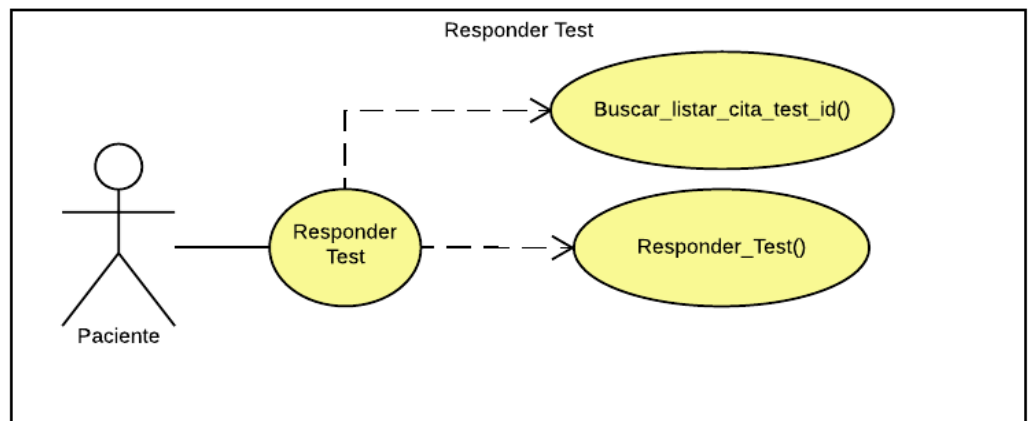 Responder Test
Buscar_listar_cita_test_id()
Responder
Test
Responder_Test()
Paciente